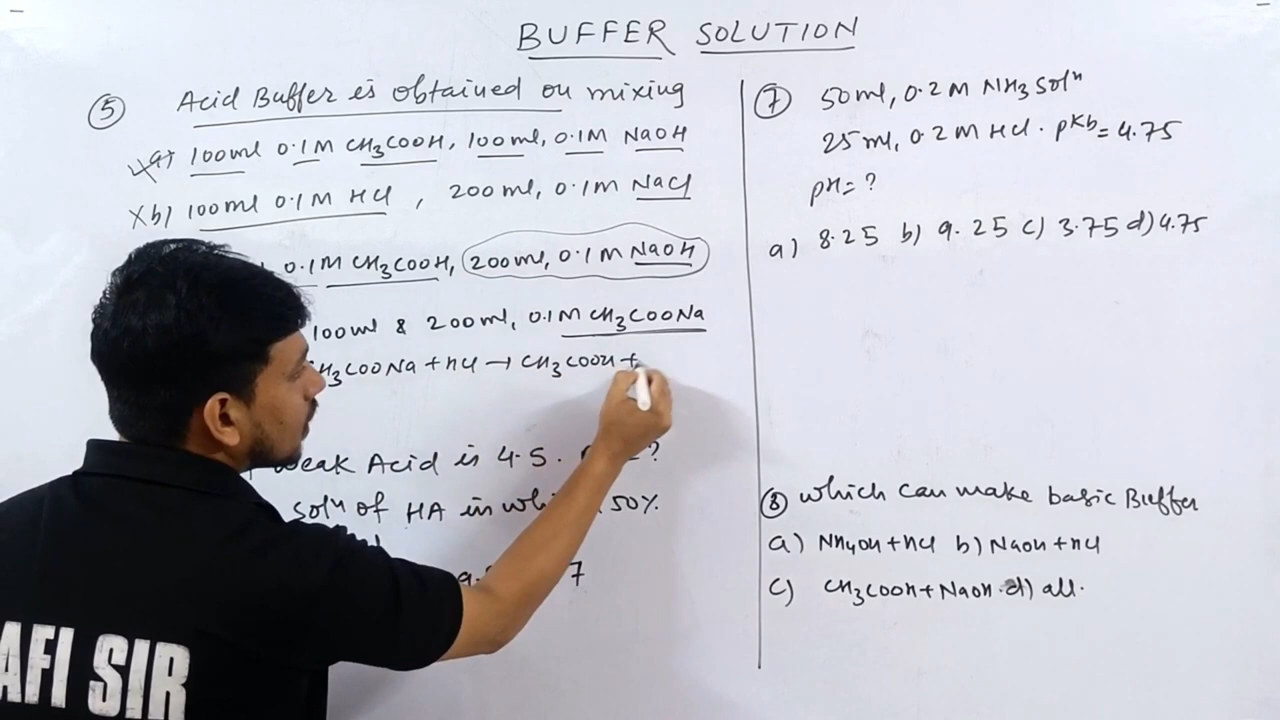 BUFFER SOLUTION
⑤ Acid Buffer is obtained on mixing
a) 100ml 0.1M CH3COOH, 100ml, 0.1M NaOH
Xb) 100ml 0.1M HCl, 200ml, 0.1M NaCl
0.1M CH3COOH, 200ml, 0.1M NaOH
100ml & 200ml, 0.1M CH3COONa
H3COONa + HCl → CH3COOH +
weak Acid is 4.5. ?
solⁿ of HA in whi 50%
7
⑦ 50ml, 0.2M NH3 solⁿ
25ml, 0.2M HCl. pKb=4.75
pH=?
a) 8.25 b) 9.25 c) 3.75 d) 4.75
⑧ which can make basic Buffer
a) NH4OH+HCl b) NaOH+HCl
c) CH3COOH+NaOH. d) all.
AFI SIR